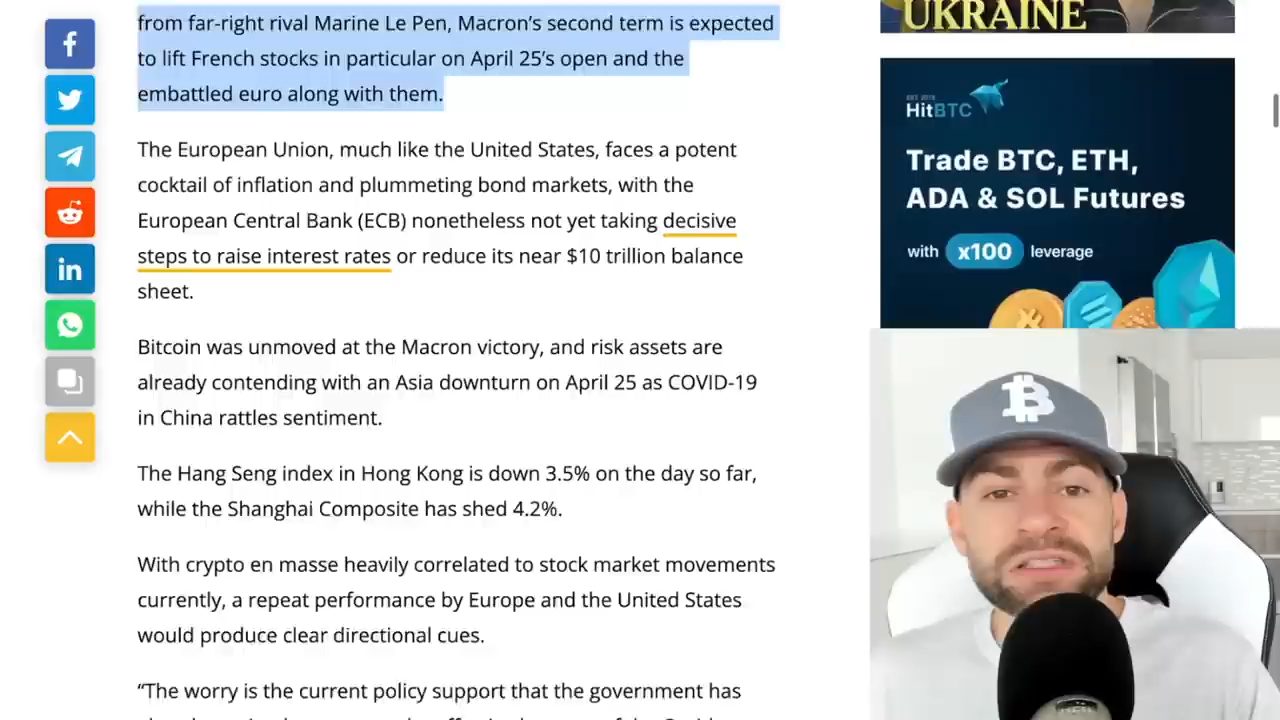 from far-right rival Marine Le Pen, Macron’s second term is expected
to lift French stocks in particular on April 25’s open and the
embattled euro along with them.
The European Union, much like the United States, faces a potent
cocktail of inflation and plummeting bond markets, with the
European Central Bank (ECB) nonetheless not yet taking decisive
steps to raise interest rates or reduce its near $10 trillion balance
sheet.
Bitcoin was unmoved at the Macron victory, and risk assets are
already contending with an Asia downturn on April 25 as COVID-19
in China rattles sentiment.
The Hang Seng index in Hong Kong is down 3.5% on the day so far,
while the Shanghai Composite has shed 4.2%.
With crypto en masse heavily correlated to stock market movements
currently, a repeat performance by Europe and the United States
would produce clear directional cues.
“The worry is the current policy support that the government has
UKRAINE
HitBTC
Trade BTC, ETH,
ADA & SOL Futures
with x100 leverage